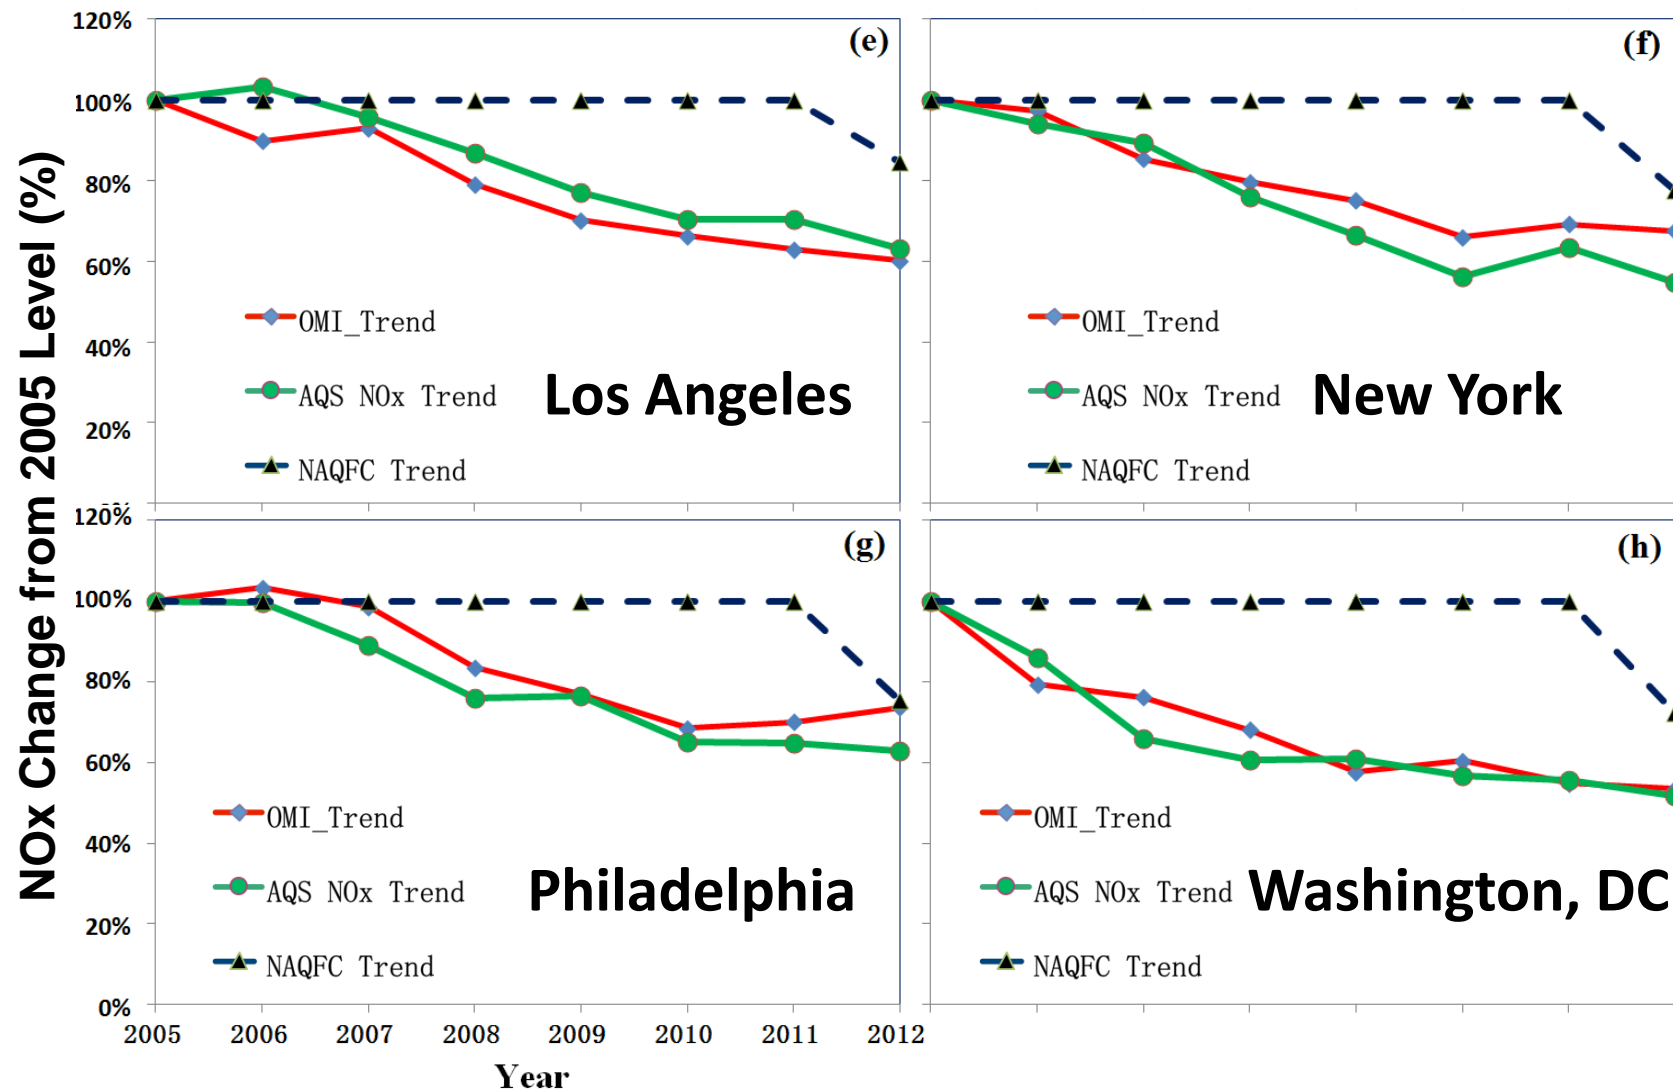 NOx Change from 2005 Level (%)
120%
100%
80%
60%
40%
20%
(e)
OMI_Trend
AQS NOx Trend
NAQFC Trend
Los Angeles
(f)
OMI_Trend
AQS NOx Trend
NAQFC Trend
New York
120%
100%
80%
60%
40%
20%
0%
(g)
OMI_Trend
AQS NOx Trend
NAQFC Trend
Philadelphia
2005 2006 2007 2008 2009 2010 2011 2012
Year
(h)
OMI_Trend
AQS NOx Trend
NAQFC Trend
Washington, DC